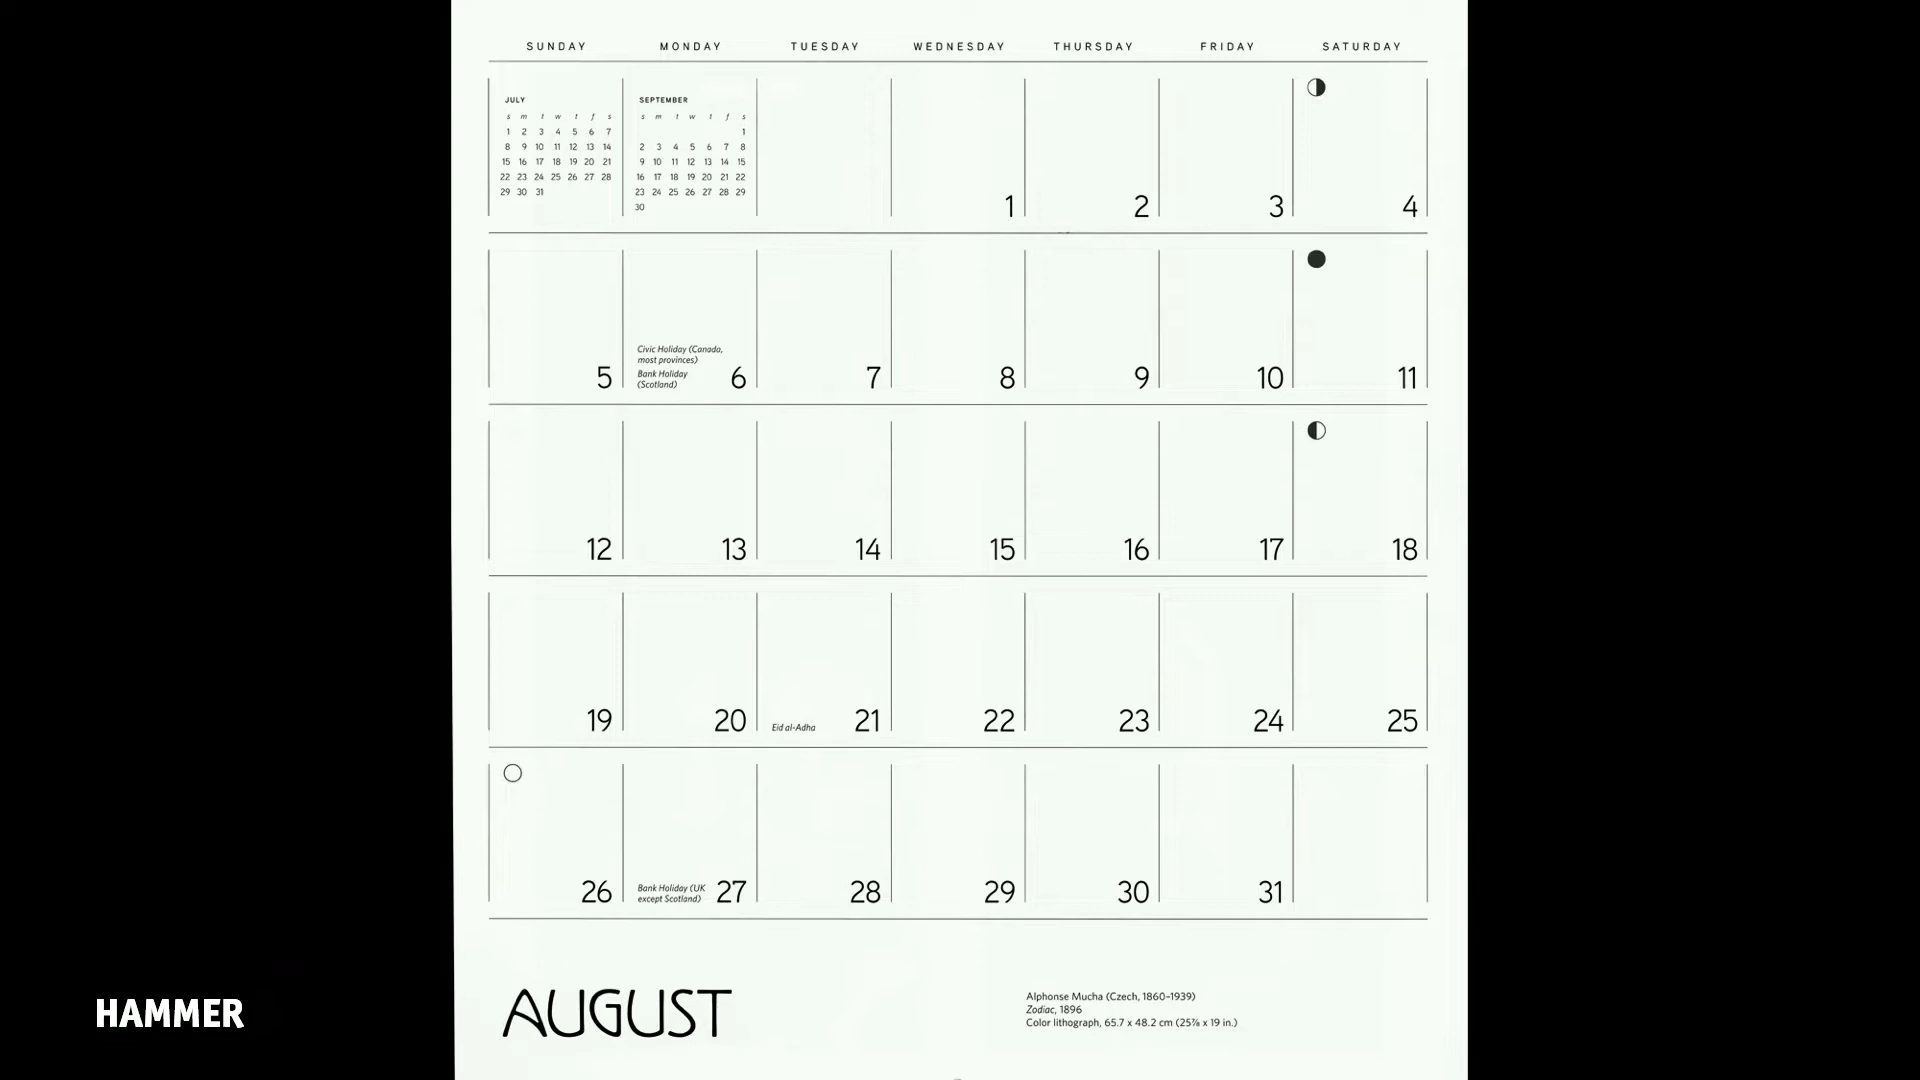 SUNDAY MONDAY TUESDAY WEDNESDAY THURSDAY FRIDAY SATURDAY
JULY
s m t w t f s
1 2 3 4 5 6 7
8 9 10 11 12 13 14
15 16 17 18 19 20 21
22 23 24 25 26 27 28
29 30 31
SEPTEMBER
s m t w t f s
1
2 3 4 5 6 7 8
9 10 11 12 13 14 15
16 17 18 19 20 21 22
23 24 25 26 27 28 29
30
1 2 3 4
Civic Holiday (Canada,
most provinces)
Bank Holiday
(Scotland)
5 6 7 8 9 10 11
12 13 14 15 16 17 18
Eid al-Adha
19 20 21 22 23 24 25
Bank Holiday (UK
except Scotland)
26 27 28 29 30 31
AUGUST
Alphonse Mucha (Czech, 1860–1939)
Zodiac, 1896
Color lithograph, 65.7 x 48.2 cm (25⅞ x 19 in.)
HAMMER